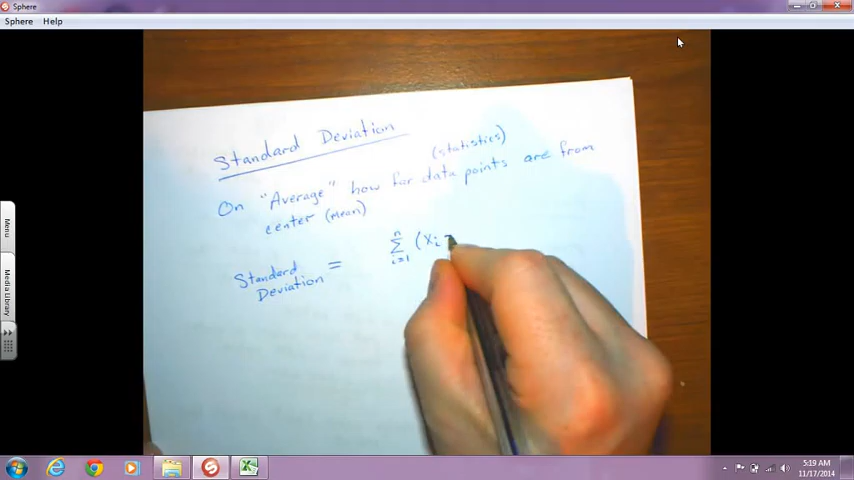 Sphere
Sphere Help
Standard Deviation
(statistics)
On "Average" how far data points are from
center (mean)
Standard
Deviation =
n
Σ (Xi -
i=1
Menu
Media Library
5:19 AM
11/17/2014